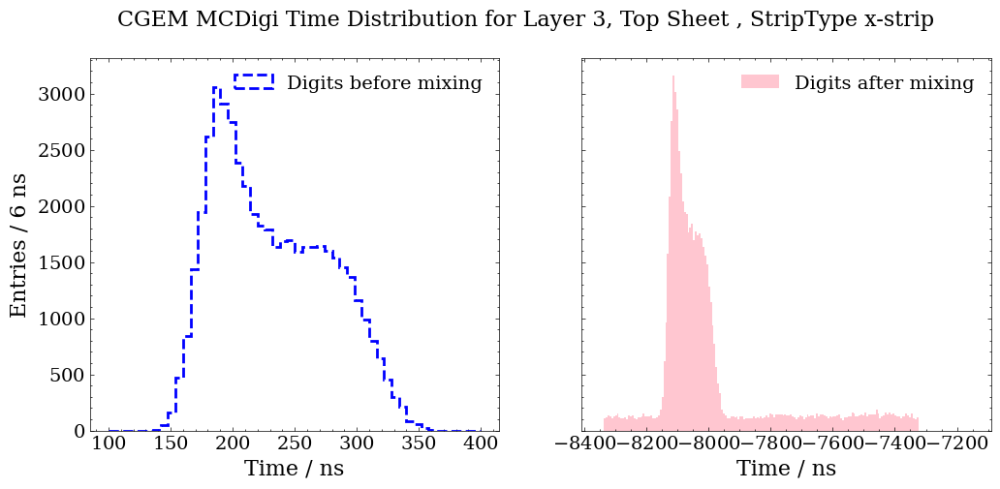 CGEM MCDigi Time Distribution for Layer 3, Top Sheet , StripType x-strip
Digits before mixing
Entries / 6 ns
3000
2500
2000
1500
1000
500
0
100 150 200 250 300 350 400
Time / ns
Digits after mixing
−8400 −8200 −8000 −7800 −7600 −7400 −7200
Time / ns